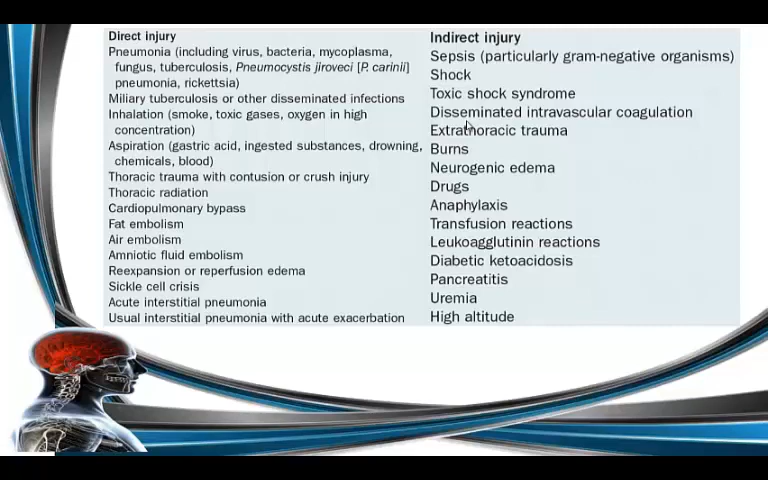 Direct injury
Pneumonia (including virus, bacteria, mycoplasma,
fungus, tuberculosis, Pneumocystis jiroveci [P. carinii]
pneumonia, rickettsia)
Miliary tuberculosis or other disseminated infections
Inhalation (smoke, toxic gases, oxygen in high
concentration)
Aspiration (gastric acid, ingested substances, drowning,
chemicals, blood)
Thoracic trauma with contusion or crush injury
Thoracic radiation
Cardiopulmonary bypass
Fat embolism
Air embolism
Amniotic fluid embolism
Reexpansion or reperfusion edema
Sickle cell crisis
Acute interstitial pneumonia
Usual interstitial pneumonia with acute exacerbation
Indirect injury
Sepsis (particularly gram-negative organisms)
Shock
Toxic shock syndrome
Disseminated intravascular coagulation
Extrathoracic trauma
Burns
Neurogenic edema
Drugs
Anaphylaxis
Transfusion reactions
Leukoagglutinin reactions
Diabetic ketoacidosis
Pancreatitis
Uremia
High altitude